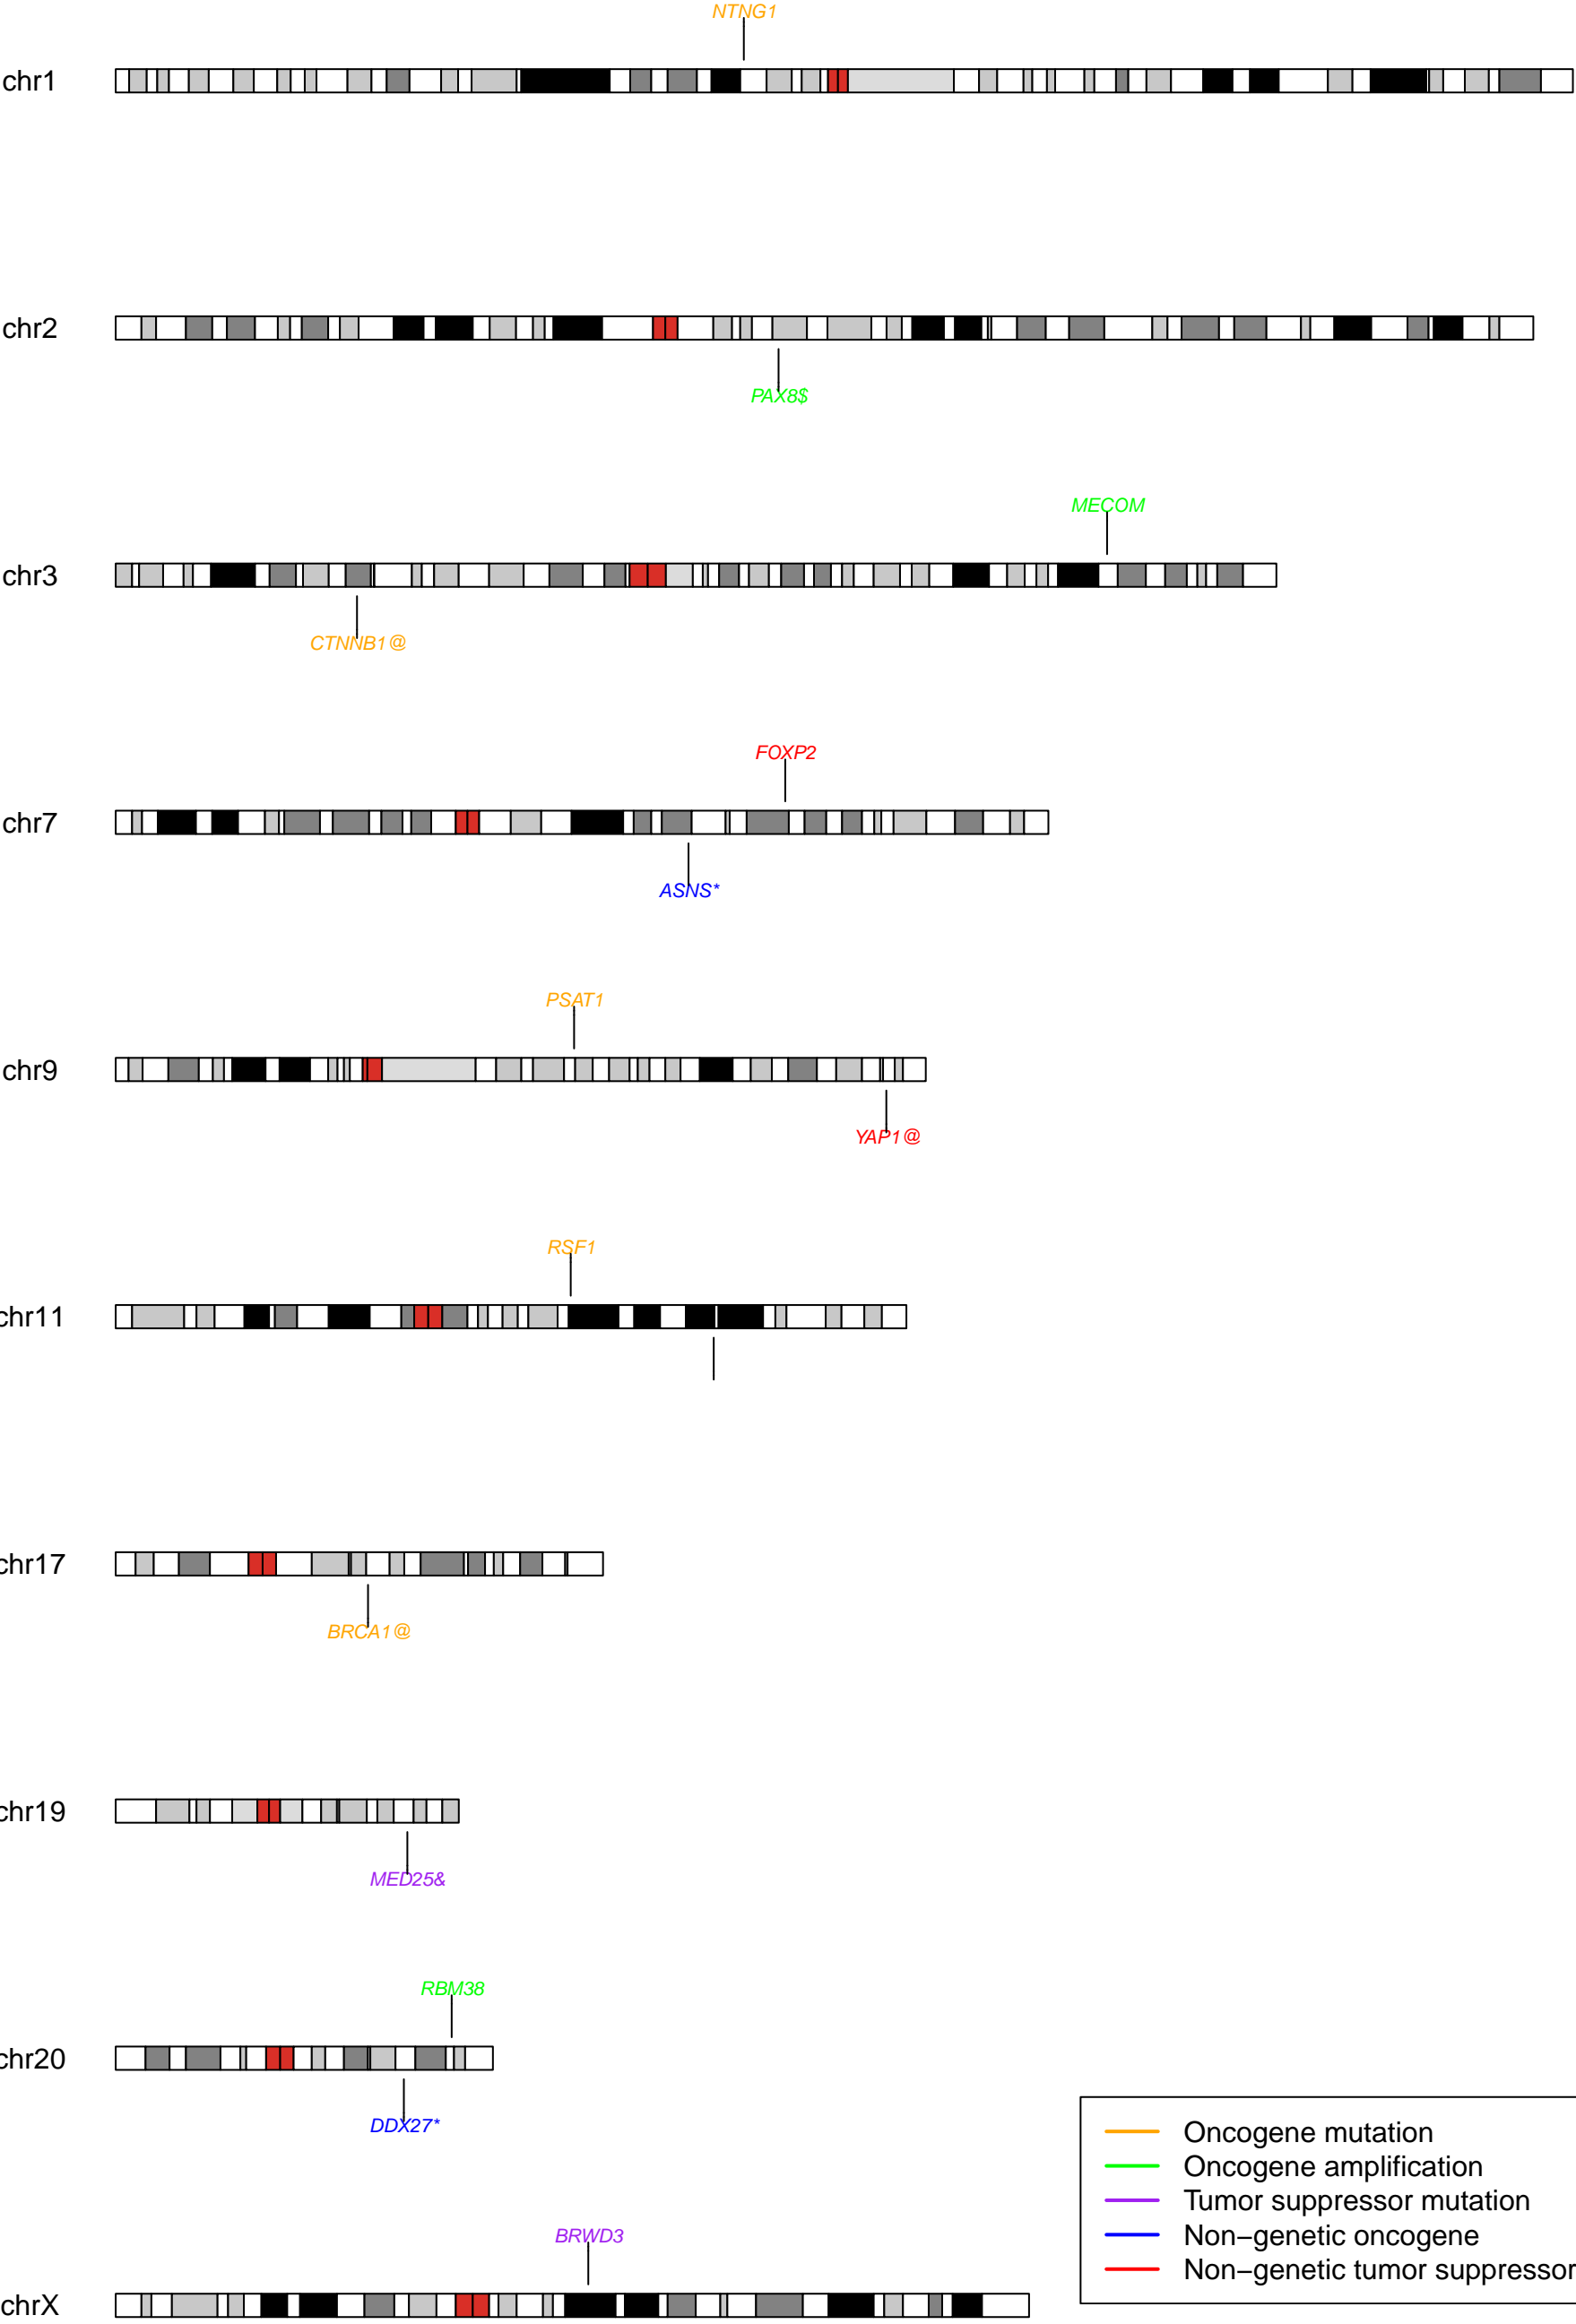 NTNG1
chr1
chr2
PAX8$
MECOM
chr3
CTNNB1@
FOXP2
chr7
ASNS*
PSAT1
chr9
YAP1@
RSF1
chr11
chr17
BRCA1@
chr19
MED25&
RBM38
chr20
DDX27*
Oncogene mutation
Oncogene amplification
Tumor suppressor mutation
Non−genetic oncogene
Non−genetic tumor suppressor
BRWD3
chrX